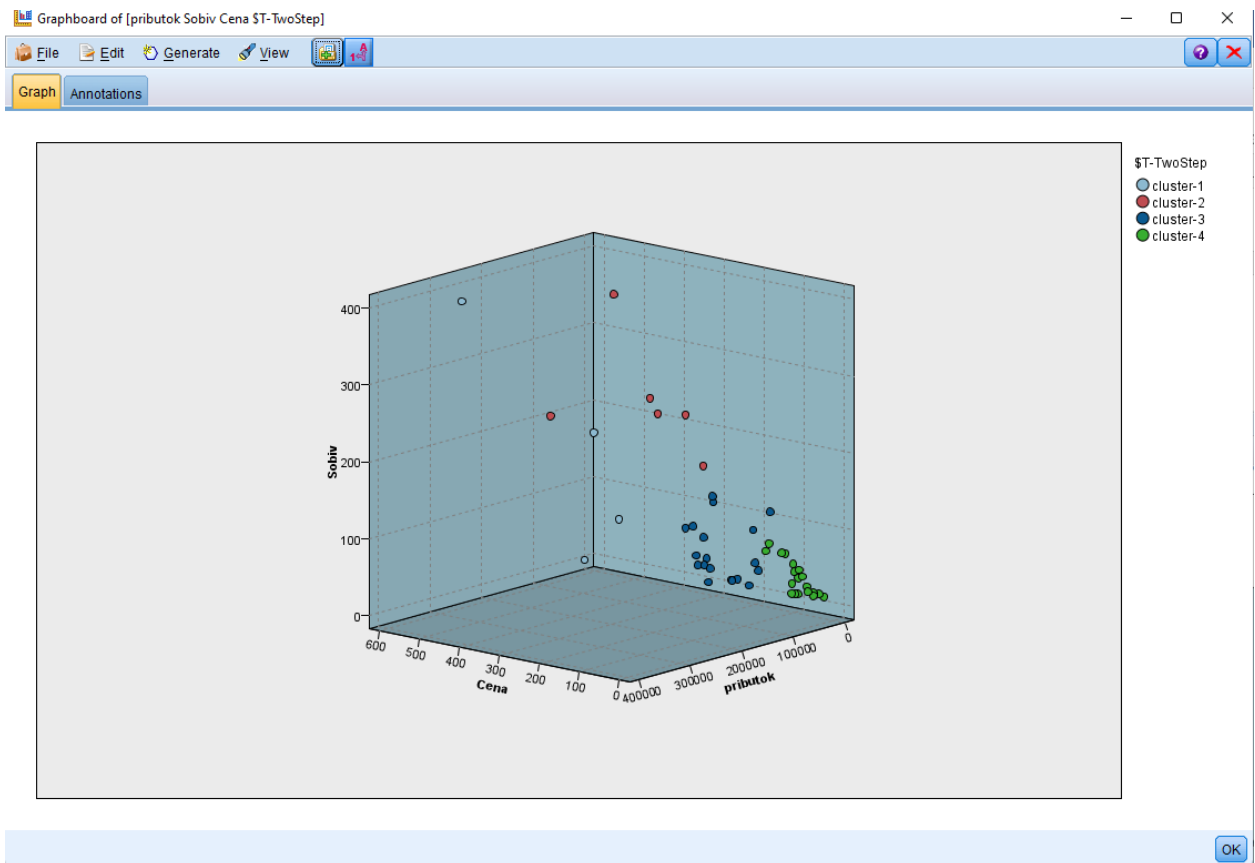 Graphboard of [pributok Sobiv Cena $T-TwoStep]
File Edit Generate View
Graph Annotations
$T-TwoStep
cluster-1
cluster-2
cluster-3
cluster-4
Sobiv
400
300
200
100
0
600 500 400 300 200 100 0
Cena
400000 300000 200000 100000 0
pributok
OK